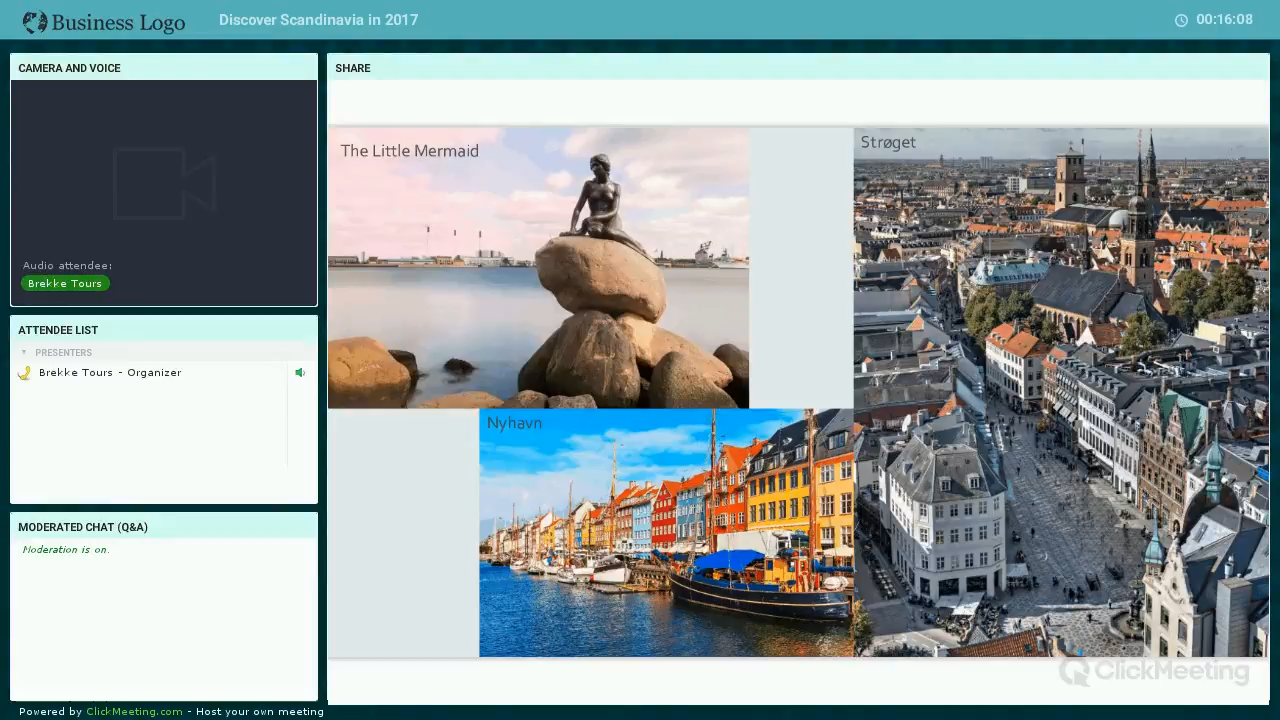 Business Logo
Discover Scandinavia in 2017
00:16:08
CAMERA AND VOICE
Audio attendee:
Brekke Tours
ATTENDEE LIST
PRESENTERS
Brekke Tours - Organizer
MODERATED CHAT (Q&A)
Moderation is on.
SHARE
The Little Mermaid
Strøget
Nyhavn
ClickMeeting
Powered by ClickMeeting.com - Host your own meeting